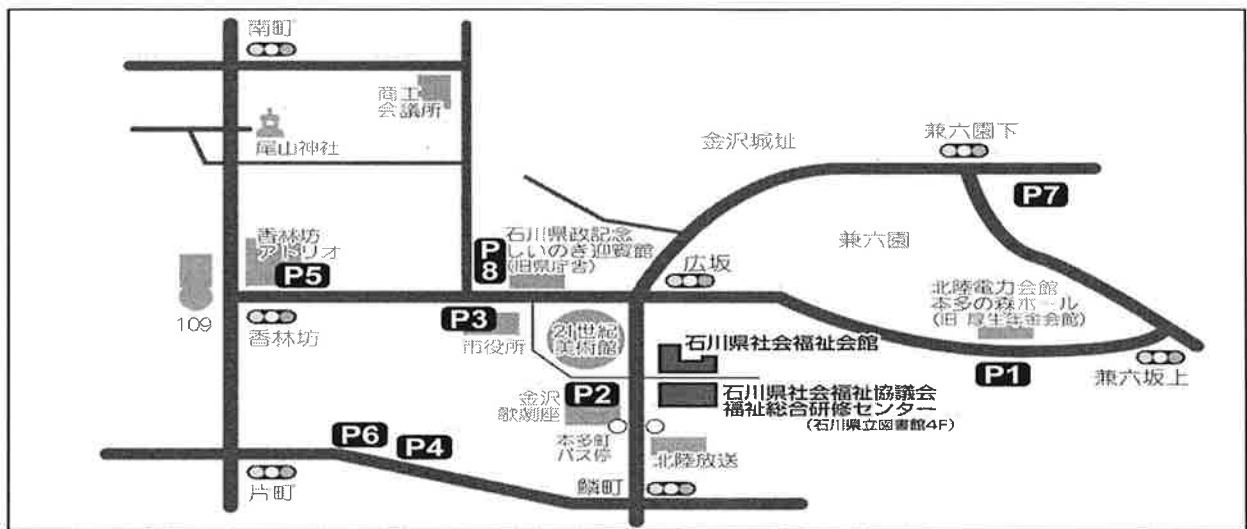 南町
商工
会議所
尾山神社
金沢城址
兼六園下
P7
香林坊
アトリオ
P5
P
8
石川県政記念
しいのき迎賓館
(旧県庁舎)
兼六園
広坂
北陸電力会館
本多の森ホール
(旧 厚生年金会館)
109
香林坊
P3
市役所
21世紀
美術館
石川県社会福祉会館
P1
兼六坂上
金沢
歌劇座
P2
石川県社会福祉協議会
福祉総合研修センター
(石川県立図書館4F)
P6
P4
本多町
バス停
北陸放送
片町
鱗町